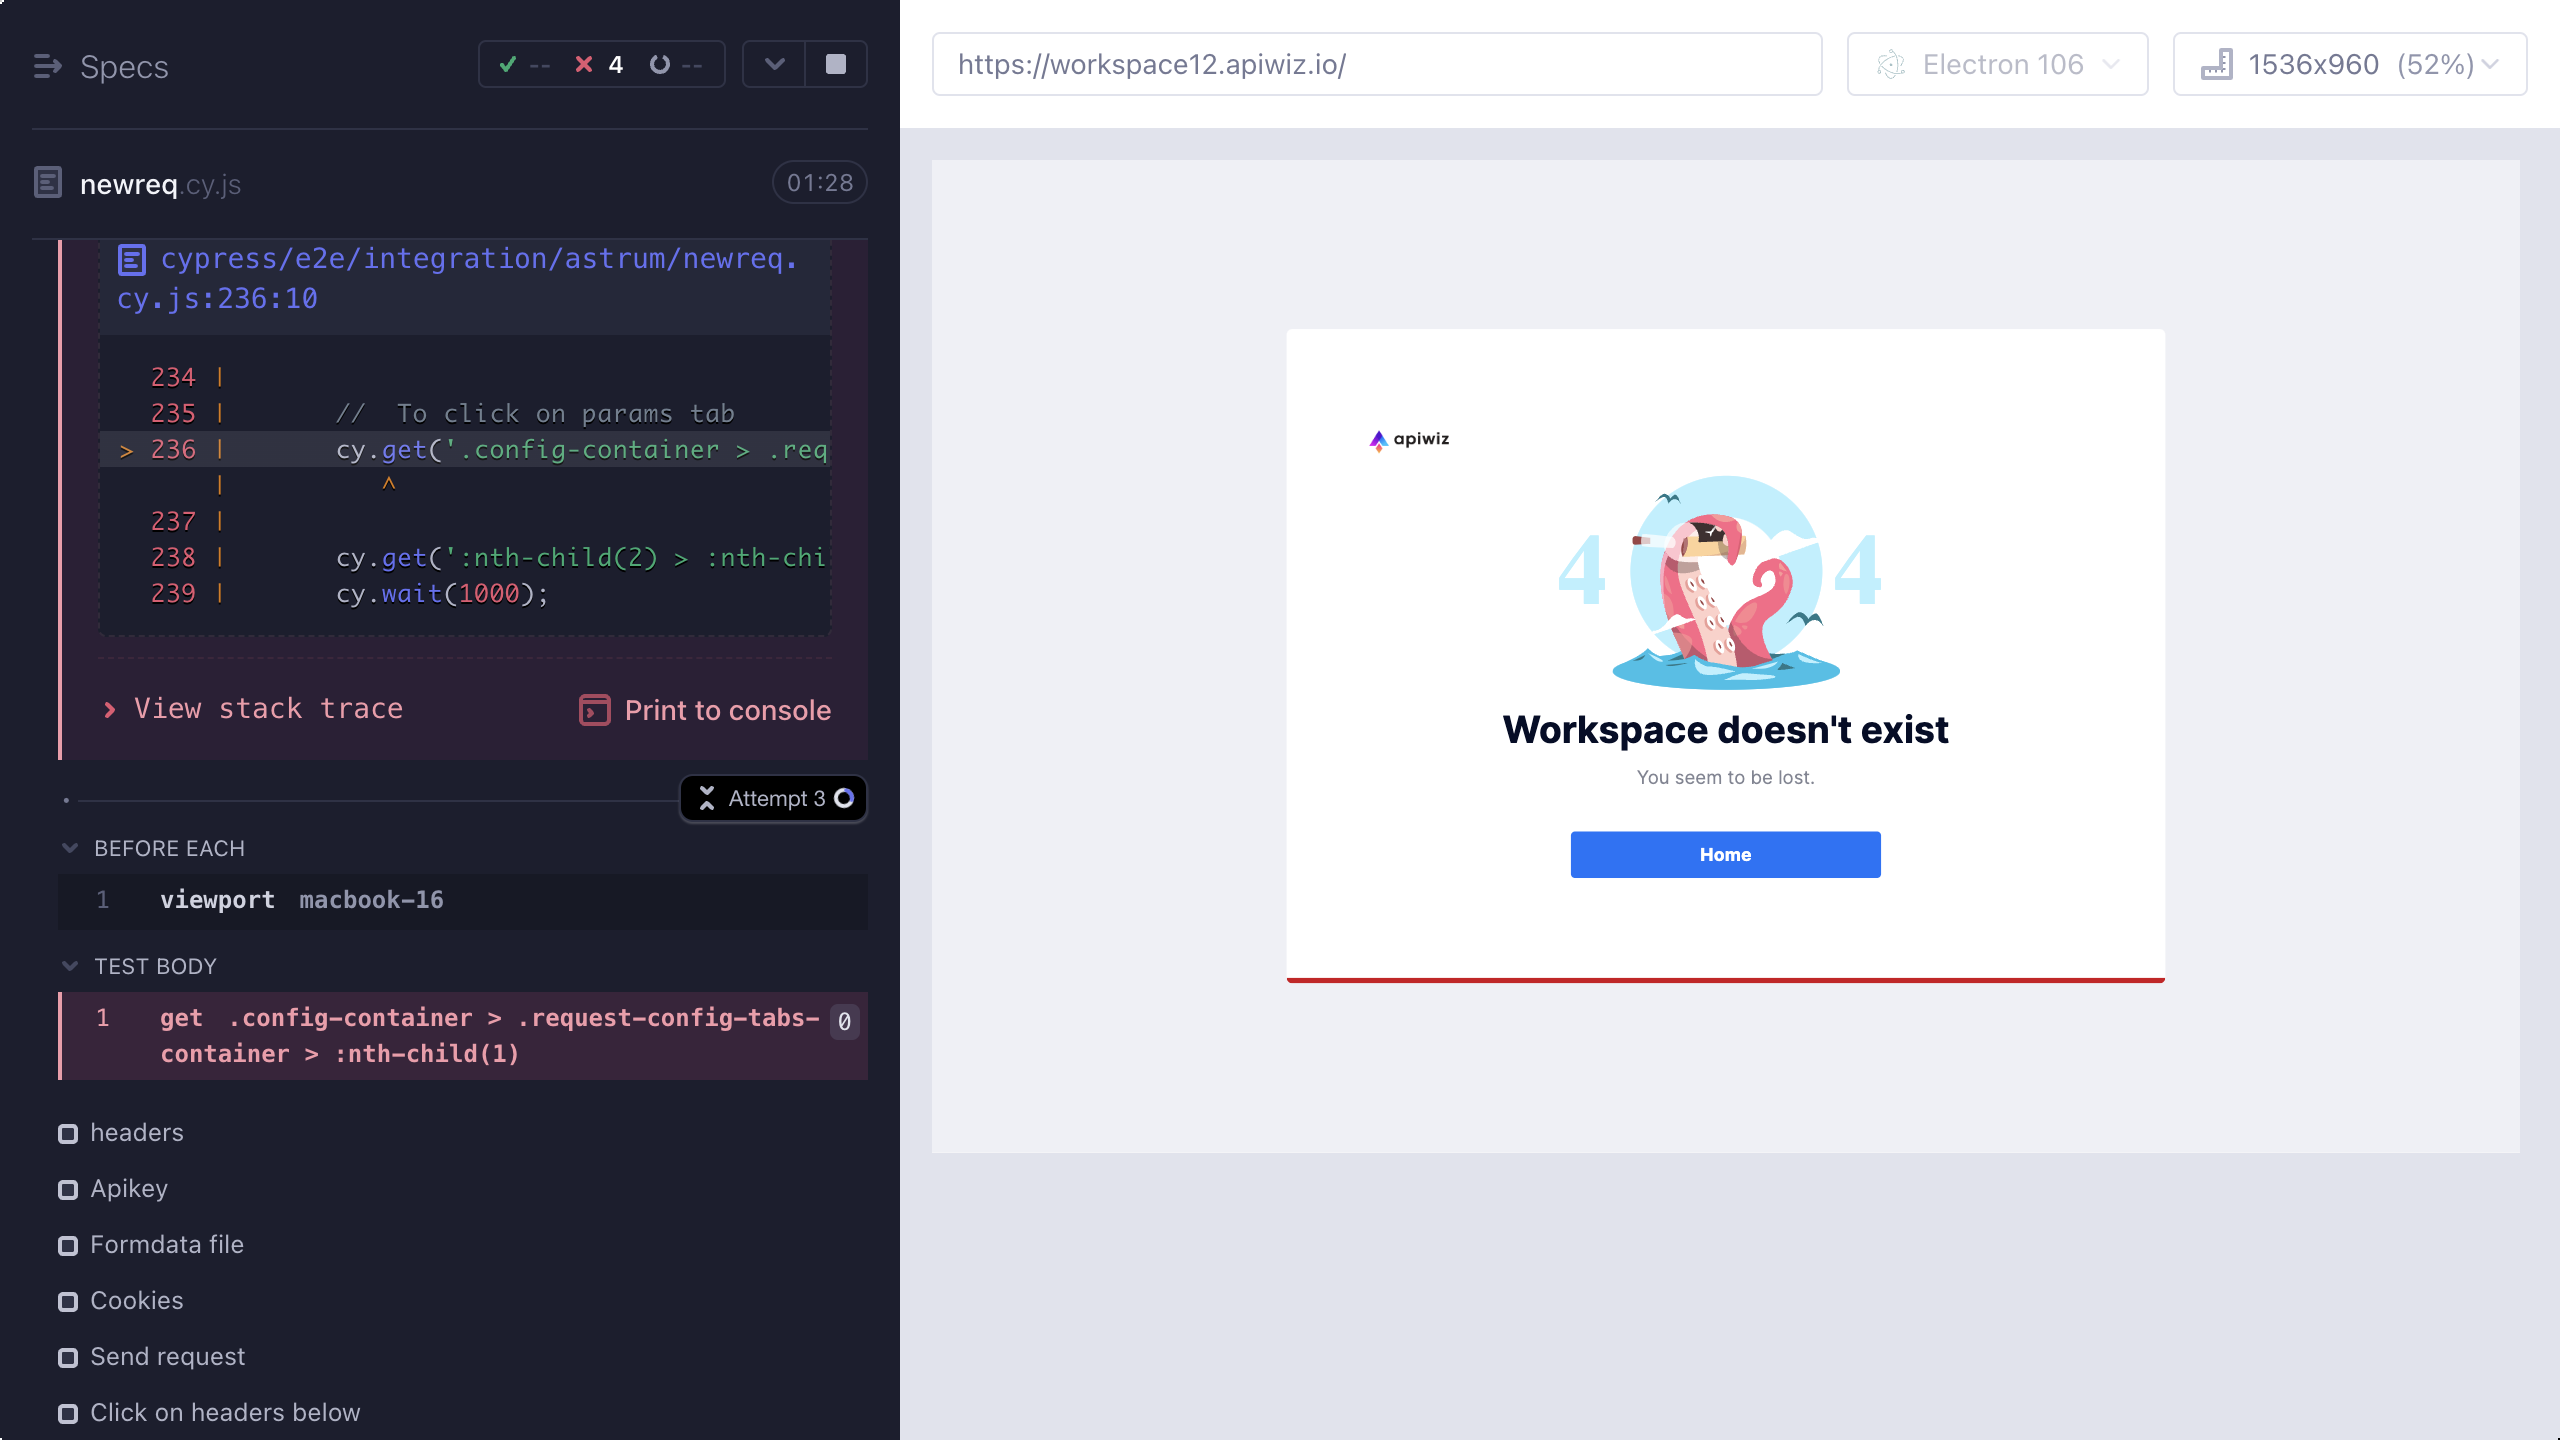 Specs
-- 4 --
newreq.cy.js 01:28
cypress/e2e/integration/astrum/newreq.
cy.js:236:10
234 |
235 | // To click on params tab
> 236 | cy.get('.config-container > .req
| ^
237 |
238 | cy.get(':nth-child(2) > :nth-chi
239 | cy.wait(1000);
View stack trace Print to console
Attempt 3
BEFORE EACH
1 viewport macbook-16
TEST BODY
1 get .config-container > .request-config-tabs- 0
container > :nth-child(1)
headers
Apikey
Formdata file
Cookies
Send request
Click on headers below
https://workspace12.apiwiz.io/ Electron 106 1536x960 (52%)
apiwiz
4 4
Workspace doesn't exist
You seem to be lost.
Home